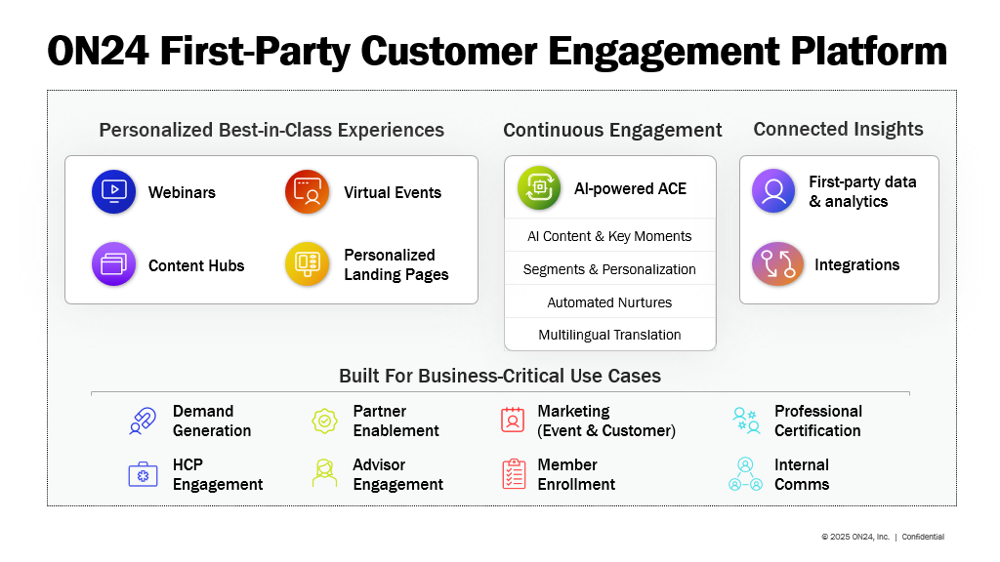 ON24 First-Party Customer Engagement Platform
Personalized Best-in-Class Experiences
Webinars
Virtual Events
Content Hubs
Personalized
Landing Pages
Continuous Engagement
AI-powered ACE
AI Content & Key Moments
Segments & Personalization
Automated Nurtures
Multilingual Translation
Connected Insights
First-party data
& analytics
Integrations
Built For Business-Critical Use Cases
Demand
Generation
Partner
Enablement
Marketing
(Event & Customer)
Professional
Certification
HCP
Engagement
Advisor
Engagement
Member
Enrollment
Internal
Comms
© 2025 ON24, Inc. | Confidential